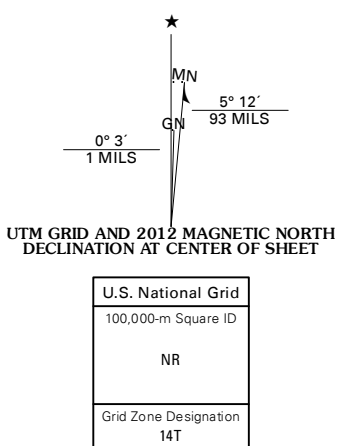 ★
MN
5° 12´
93 MILS
GN
0° 3´
1 MILS
UTM GRID AND 2012 MAGNETIC NORTH
DECLINATION AT CENTER OF SHEET
U.S. National Grid
100,000-m Square ID
NR
Grid Zone Designation
14T